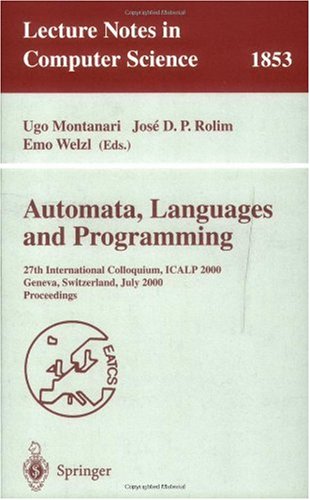 Lecture Notes in
Computer Science 1853
Ugo Montanari José D. P. Rolim
Emo Welzl (Eds.)
Automata, Languages
and Programming
27th International Colloquium, ICALP 2000
Geneva, Switzerland, July 2000
Proceedings
EATCS
Springer